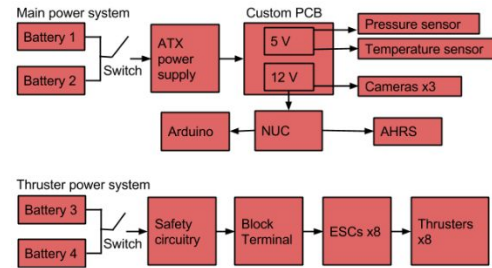 Main power system
Custom PCB
Battery 1
Battery 2
Switch
ATX
power
supply
5 V
12 V
Pressure sensor
Temperature sensor
Cameras x3
Arduino
NUC
AHRS
Thruster power system
Battery 3
Battery 4
Switch
Safety
circuitry
Block
Terminal
ESCs x8
Thrusters
x8